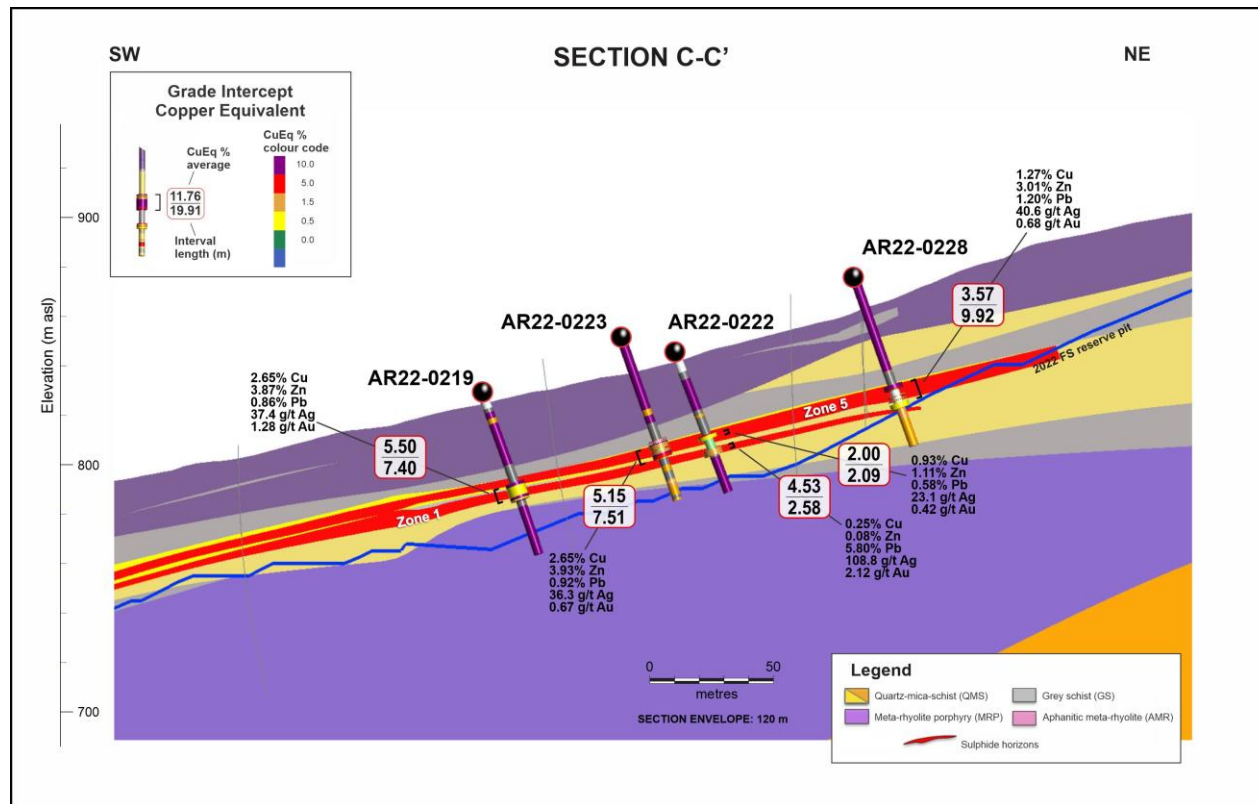 SW
SECTION C-C’
NE
Grade Intercept
Copper Equivalent
CuEq %
average
11.76
19.91
Interval
length (m)
CuEq %
colour code
10.0
5.0
1.5
0.5
0.0
Elevation (m asl)
900
800
700
AR22-0219
AR22-0223
AR22-0222
AR22-0228
2.65% Cu
3.87% Zn
0.86% Pb
37.4 g/t Ag
1.28 g/t Au
5.50
7.40
1.27% Cu
3.01% Zn
1.20% Pb
40.6 g/t Ag
0.68 g/t Au
3.57
9.92
2022 FS reserve pit
Zone 5
Zone 1
5.15
7.51
2.65% Cu
3.93% Zn
0.92% Pb
36.3 g/t Ag
0.67 g/t Au
4.53
2.58
0.25% Cu
0.08% Zn
5.80% Pb
108.8 g/t Ag
2.12 g/t Au
2.00
2.09
0.93% Cu
1.11% Zn
0.58% Pb
23.1 g/t Ag
0.42 g/t Au
0 50
metres
SECTION ENVELOPE: 120 m
Legend
Quartz-mica-schist (QMS)
Grey schist (GS)
Meta-rhyolite porphyry (MRP)
Aphanitic meta-rhyolite (AMR)
Sulphide horizons